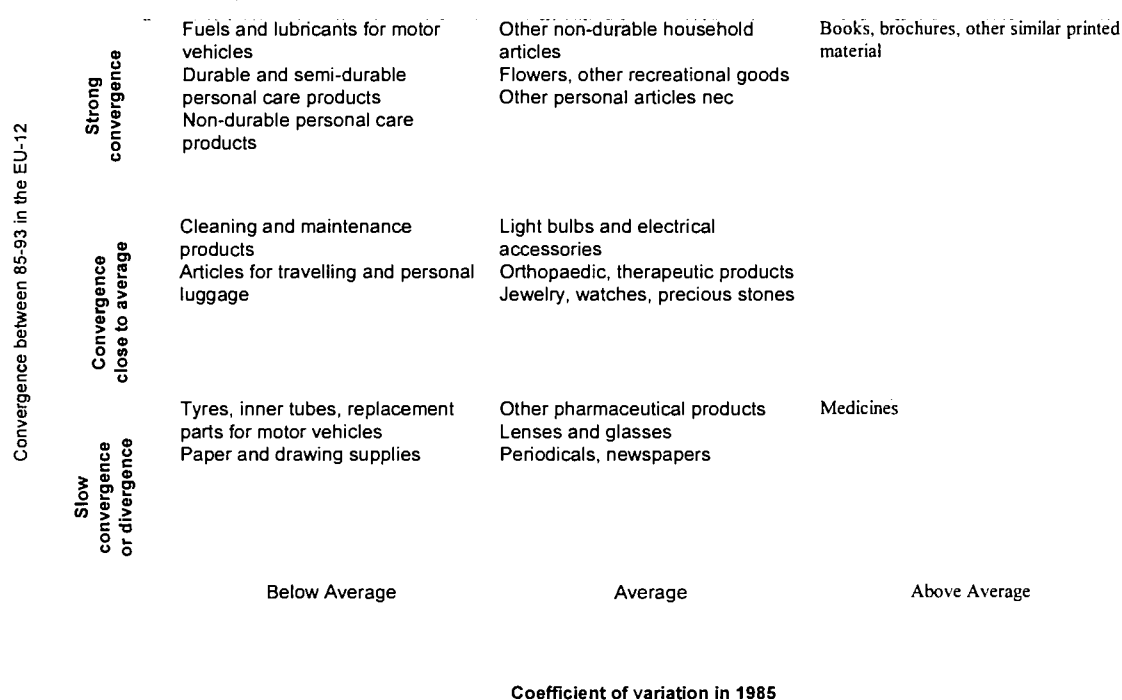 Convergence between 85-93 in the EU-12
Strong
convergence
Fuels and lubricants for motor
vehicles
Durable and semi-durable
personal care products
Non-durable personal care
products
Other non-durable household
articles
Flowers, other recreational goods
Other personal articles nec
Books, brochures, other similar printed
material
Convergence
close to average
Cleaning and maintenance
products
Articles for travelling and personal
luggage
Light bulbs and electrical
accessories
Orthopaedic, therapeutic products
Jewelry, watches, precious stones
Slow
convergence
or divergence
Tyres, inner tubes, replacement
parts for motor vehicles
Paper and drawing supplies
Other pharmaceutical products
Lenses and glasses
Periodicals, newspapers
Medicines
Below Average
Average
Above Average
Coefficient of variation in 1985